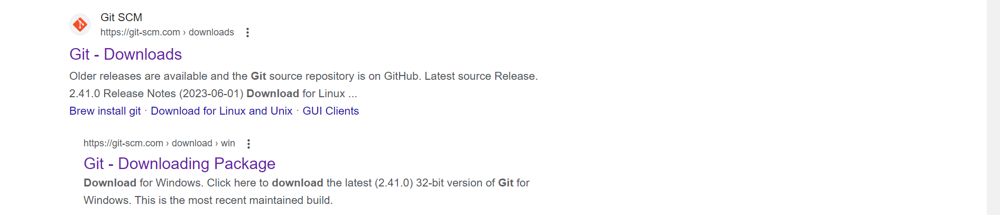 Git SCM
https://git-scm.com › downloads
Git - Downloads
Older releases are available and the Git source repository is on GitHub. Latest source Release.
2.41.0 Release Notes (2023-06-01) Download for Linux ...
Brew install git · Download for Linux and Unix · GUI Clients
https://git-scm.com › download › win
Git - Downloading Package
Download for Windows. Click here to download the latest (2.41.0) 32-bit version of Git for
Windows. This is the most recent maintained build.